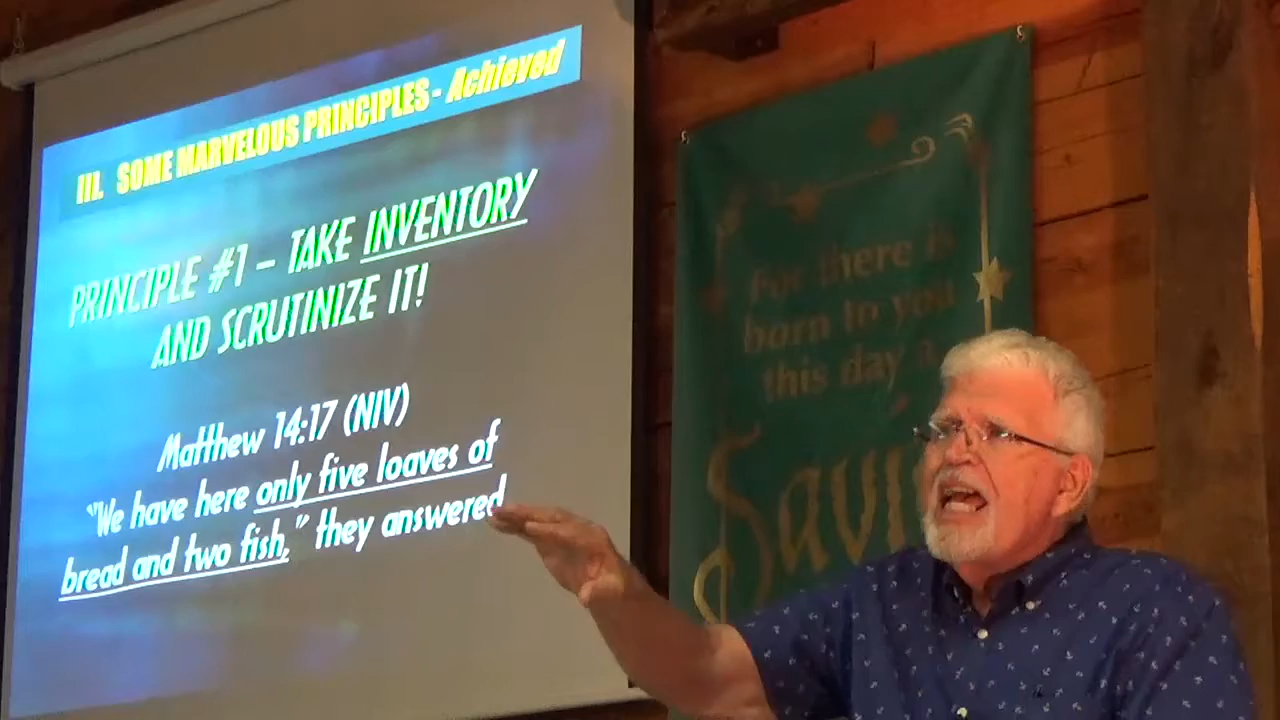 III. SOME MARVELOUS PRINCIPLES - Achieved
PRINCIPLE #1 – TAKE INVENTORY
AND SCRUTINIZE IT!
Matthew 14:17 (NIV)
“We have here only five loaves of
bread and two fish,” they answered
For there is
born to you
this day a